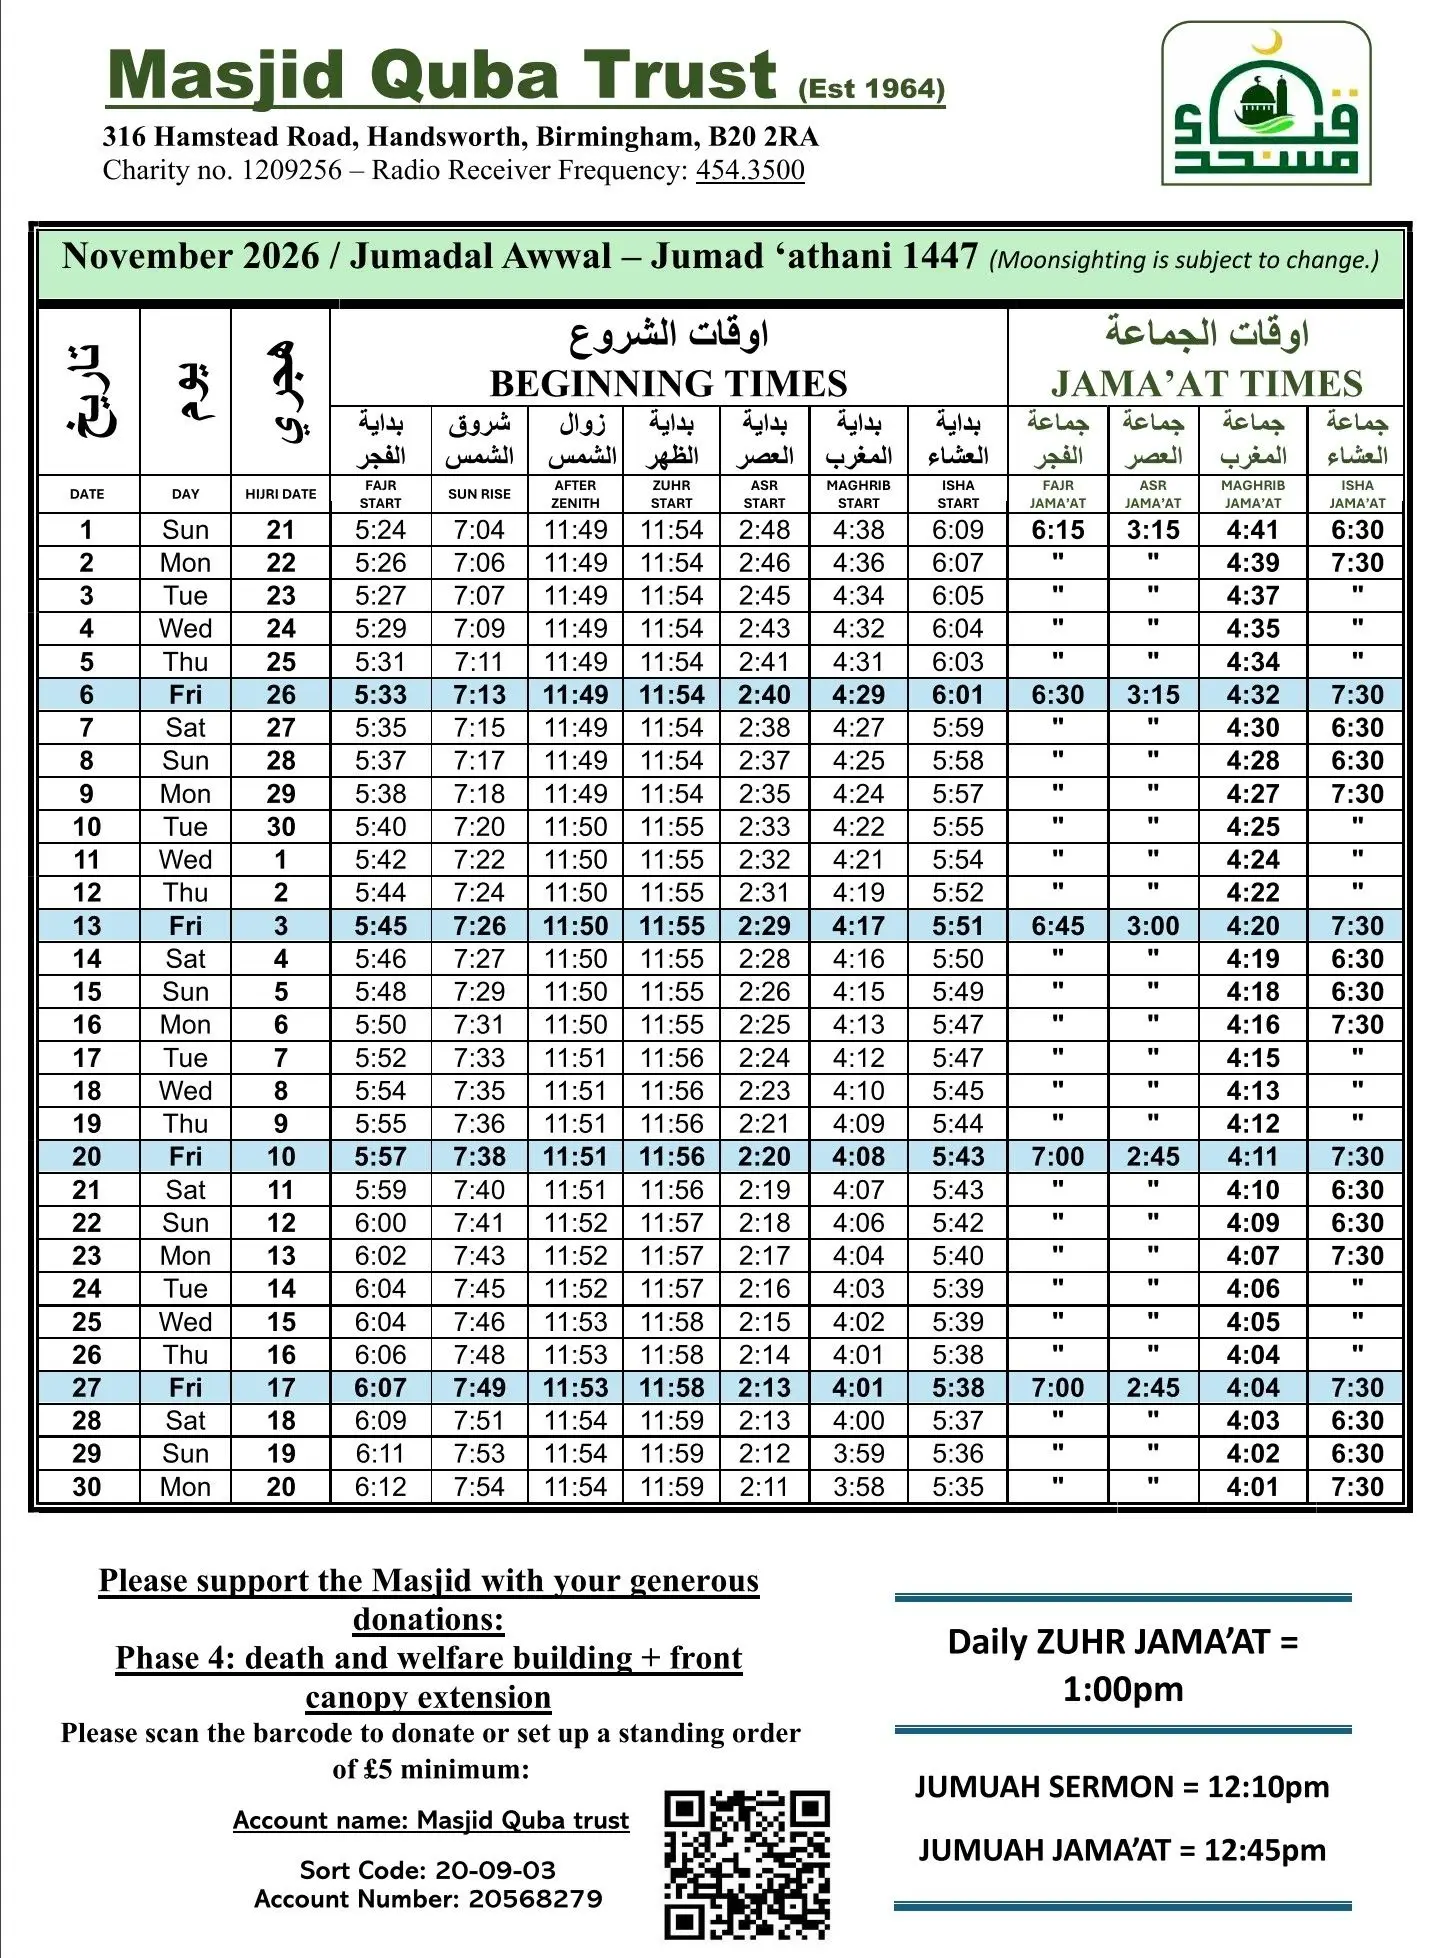 Masjid Quba Trust (Est 1964)
316 Hamstead Road, Handsworth, Birmingham, B20 2RA
Charity no. 1209256 – Radio Receiver Frequency: 454.3500
قباء
مسجد
November 2026 / Jumadal Awwal – Jumad ‘athani 1447 (Moonsighting is subject to change.)
تاريخ يوم هجري اوقات الشروع اوقات الجماعة
BEGINNING TIMES JAMA’AT TIMES
بداية الفجر شروق الشمس زوال الشمس بداية الظهر بداية العصر بداية المغرب بداية العشاء جماعة الفجر جماعة العصر جماعة المغرب جماعة العشاء
DATE DAY HIJRI DATE FAJR START SUN RISE AFTER ZENITH ZUHR START ASR START MAGHRIB START ISHA START FAJR JAMA’AT ASR JAMA’AT MAGHRIB JAMA’AT ISHA JAMA’AT
1 Sun 21 5:24 7:04 11:49 11:54 2:48 4:38 6:09 6:15 3:15 4:41 6:30
2 Mon 22 5:26 7:06 11:49 11:54 2:46 4:36 6:07 " " 4:39 7:30
3 Tue 23 5:27 7:07 11:49 11:54 2:45 4:34 6:05 " " 4:37 "
4 Wed 24 5:29 7:09 11:49 11:54 2:43 4:32 6:04 " " 4:35 "
5 Thu 25 5:31 7:11 11:49 11:54 2:41 4:31 6:03 " " 4:34 "
6 Fri 26 5:33 7:13 11:49 11:54 2:40 4:29 6:01 6:30 3:15 4:32 7:30
7 Sat 27 5:35 7:15 11:49 11:54 2:38 4:27 5:59 " " 4:30 6:30
8 Sun 28 5:37 7:17 11:49 11:54 2:37 4:25 5:58 " " 4:28 6:30
9 Mon 29 5:38 7:18 11:49 11:54 2:35 4:24 5:57 " " 4:27 7:30
10 Tue 30 5:40 7:20 11:50 11:55 2:33 4:22 5:55 " " 4:25 "
11 Wed 1 5:42 7:22 11:50 11:55 2:32 4:21 5:54 " " 4:24 "
12 Thu 2 5:44 7:24 11:50 11:55 2:31 4:19 5:52 " " 4:22 "
13 Fri 3 5:45 7:26 11:50 11:55 2:29 4:17 5:51 6:45 3:00 4:20 7:30
14 Sat 4 5:46 7:27 11:50 11:55 2:28 4:16 5:50 " " 4:19 6:30
15 Sun 5 5:48 7:29 11:50 11:55 2:26 4:15 5:49 " " 4:18 6:30
16 Mon 6 5:50 7:31 11:50 11:55 2:25 4:13 5:47 " " 4:16 7:30
17 Tue 7 5:52 7:33 11:51 11:56 2:24 4:12 5:47 " " 4:15 "
18 Wed 8 5:54 7:35 11:51 11:56 2:23 4:10 5:45 " " 4:13 "
19 Thu 9 5:55 7:36 11:51 11:56 2:21 4:09 5:44 " " 4:12 "
20 Fri 10 5:57 7:38 11:51 11:56 2:20 4:08 5:43 7:00 2:45 4:11 7:30
21 Sat 11 5:59 7:40 11:51 11:56 2:19 4:07 5:43 " " 4:10 6:30
22 Sun 12 6:00 7:41 11:52 11:57 2:18 4:06 5:42 " " 4:09 6:30
23 Mon 13 6:02 7:43 11:52 11:57 2:17 4:04 5:40 " " 4:07 7:30
24 Tue 14 6:04 7:45 11:52 11:57 2:16 4:03 5:39 " " 4:06 "
25 Wed 15 6:04 7:46 11:53 11:58 2:15 4:02 5:39 " " 4:05 "
26 Thu 16 6:06 7:48 11:53 11:58 2:14 4:01 5:38 " " 4:04 "
27 Fri 17 6:07 7:49 11:53 11:58 2:13 4:01 5:38 7:00 2:45 4:04 7:30
28 Sat 18 6:09 7:51 11:54 11:59 2:13 4:00 5:37 " " 4:03 6:30
29 Sun 19 6:11 7:53 11:54 11:59 2:12 3:59 5:36 " " 4:02 6:30
30 Mon 20 6:12 7:54 11:54 11:59 2:11 3:58 5:35 " " 4:01 7:30
Please support the Masjid with your generous
donations:
Phase 4: death and welfare building + front
canopy extension
Please scan the barcode to donate or set up a standing order
of £5 minimum:
Account name: Masjid Quba trust
Sort Code: 20-09-03
Account Number: 20568279
Daily ZUHR JAMA’AT =
1:00pm
JUMUAH SERMON = 12:10pm
JUMUAH JAMA’AT = 12:45pm